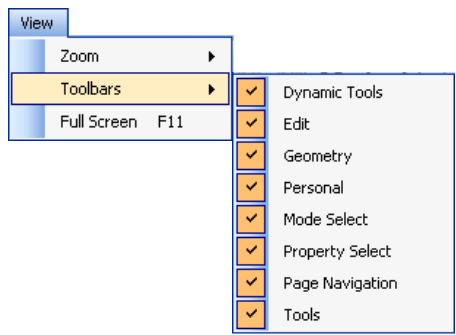 View
Zoom
Toolbars
Full Screen F11
Dynamic Tools
Edit
Geometry
Personal
Mode Select
Property Select
Page Navigation
Tools